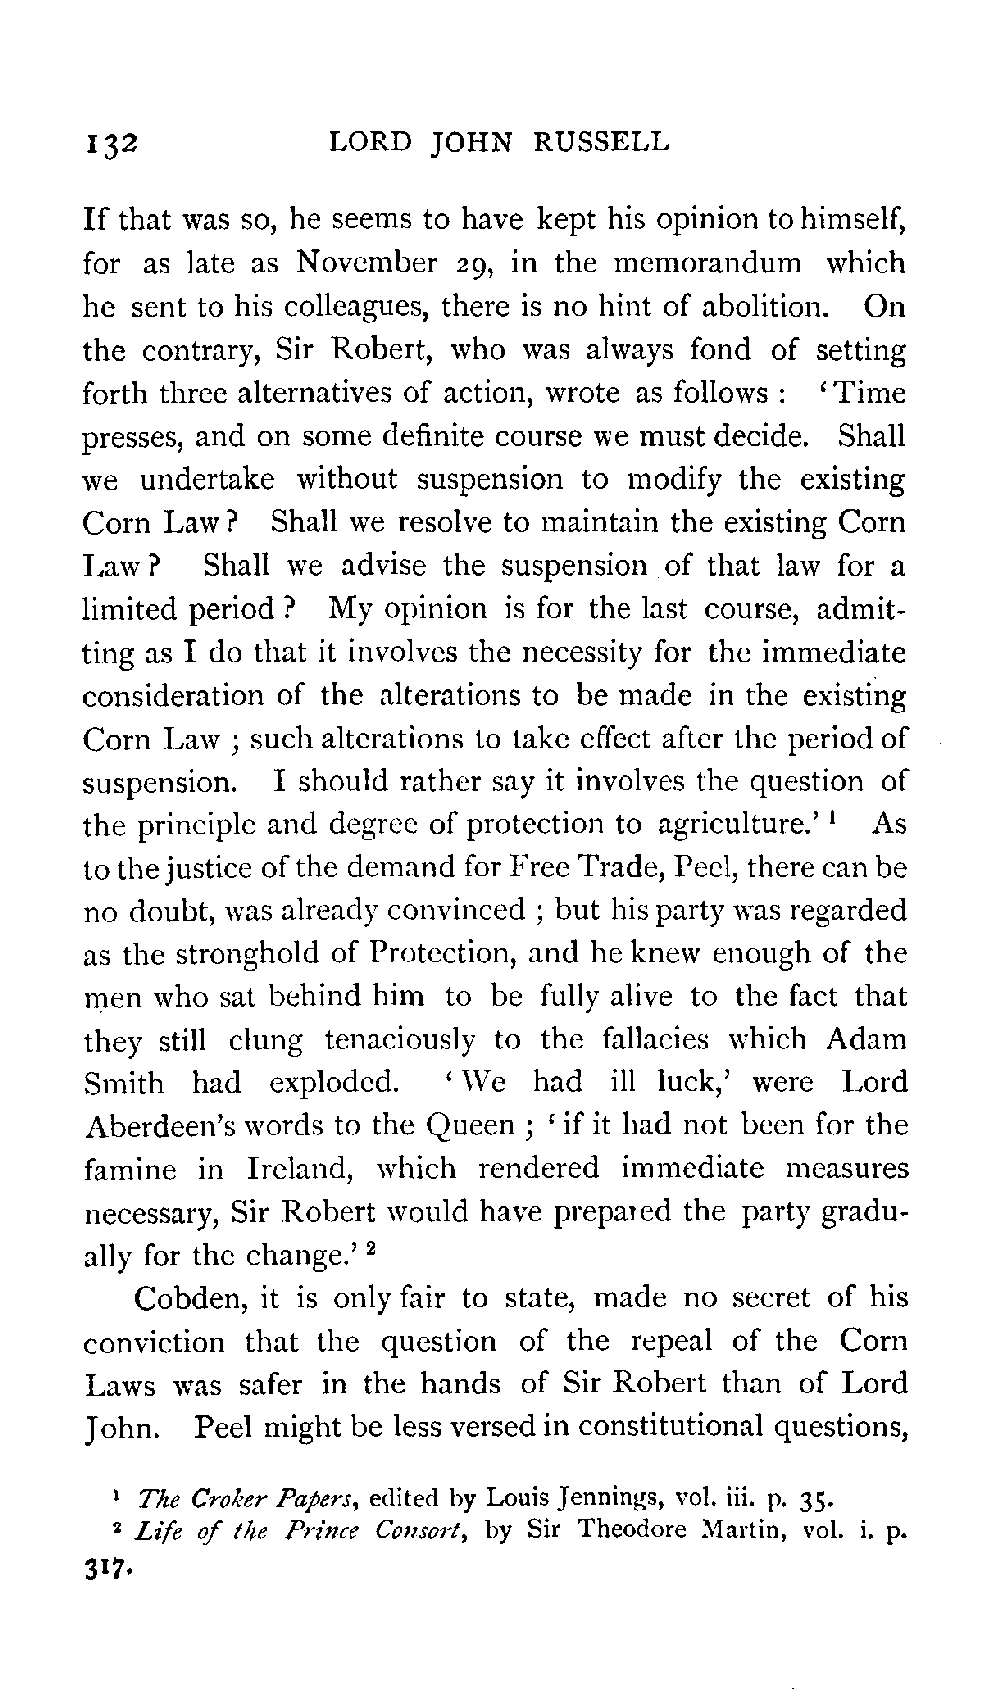 132 LORD JOHN RUSSELL
If that was so, he seems to have kept his opinion to himself,
for as late as November 29, in the memorandum which
he sent to his colleagues, there is no hint of abolition. On
the contrary, Sir Robert, who was always fond of setting
forth three alternatives of action, wrote as follows : ‘Time
presses, and on some definite course we must decide. Shall
we undertake without suspension to modify the existing
Corn Law? Shall we resolve to maintain the existing Corn
Law? Shall we advise the suspension of that law for a
limited period? My opinion is for the last course, admit-
ting as I do that it involves the necessity for the immediate
consideration of the alterations to be made in the existing
Corn Law ; such alterations to take effect after the period of
suspension. I should rather say it involves the question of
the principle and degree of protection to agriculture.’ ¹ As
to the justice of the demand for Free Trade, Peel, there can be
no doubt, was already convinced ; but his party was regarded
as the stronghold of Protection, and he knew enough of the
men who sat behind him to be fully alive to the fact that
they still clung tenaciously to the fallacies which Adam
Smith had exploded. ‘We had ill luck,’ were Lord
Aberdeen’s words to the Queen ; ‘if it had not been for the
famine in Ireland, which rendered immediate measures
necessary, Sir Robert would have prepared the party gradu-
ally for the change.’ ²
Cobden, it is only fair to state, made no secret of his
conviction that the question of the repeal of the Corn
Laws was safer in the hands of Sir Robert than of Lord
John. Peel might be less versed in constitutional questions,
¹ The Croker Papers, edited by Louis Jennings, vol. iii. p. 35.
² Life of the Prince Consort, by Sir Theodore Martin, vol. i. p.
317.